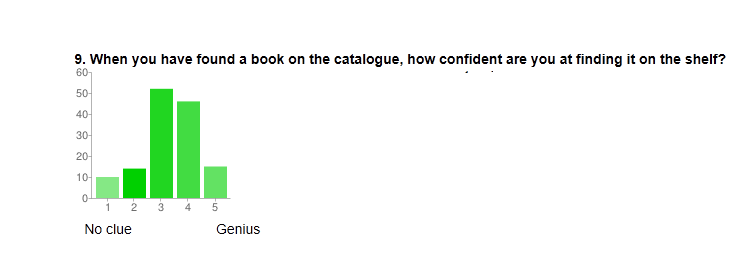 9. When you have found a book on the catalogue, how confident are you at finding it on the shelf?
60
50
40
30
20
10
0
1 2 3 4 5
No clue Genius